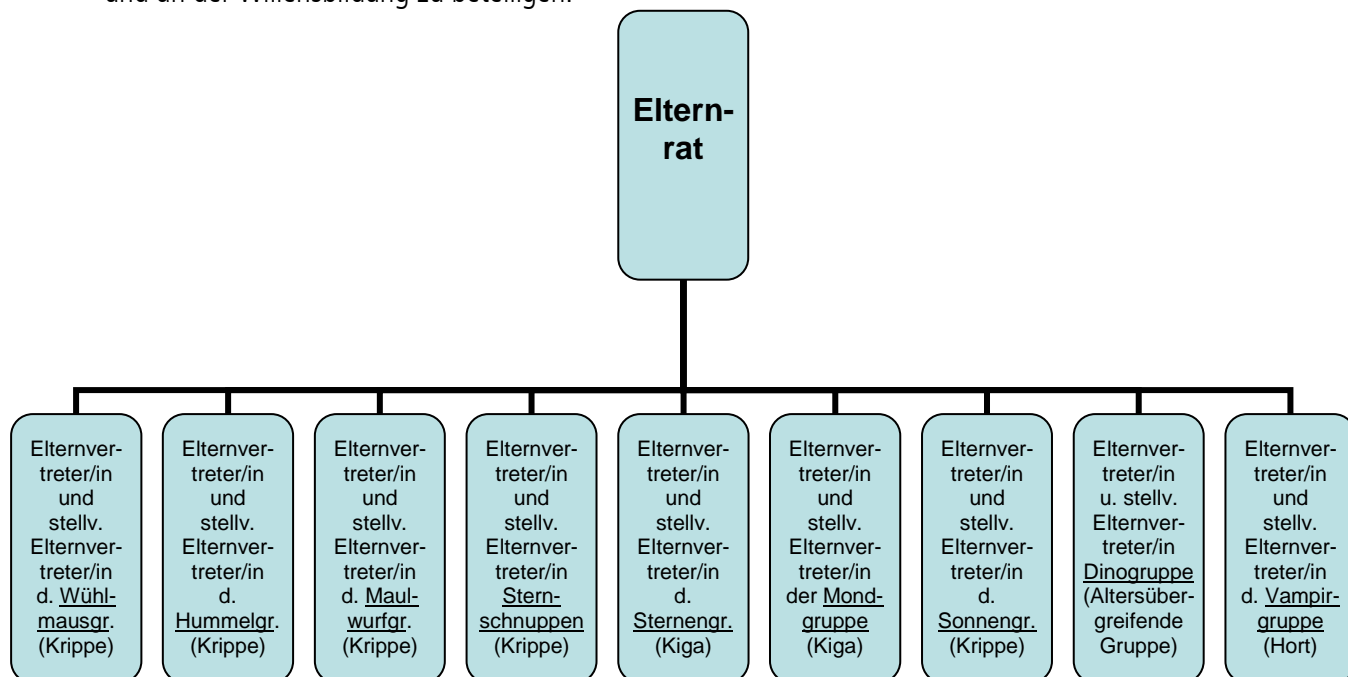 und an der Willensbildung zu beteiligen.
Eltern-
rat
Elternver-
treter/in
und
stellv.
Elternver-
treter/in
d. Wühl-
mausgr.
(Krippe)
Elternver-
treter/in
und
stellv.
Elternver-
treter/in
d.
Hummelgr.
(Krippe)
Elternver-
treter/in
und
stellv.
Elternver-
treter/in
d. Maul-
wurfgr.
(Krippe)
Elternver-
treter/in
und
stellv.
Elternver-
treter/in
Stern-
schnuppen
(Krippe)
Elternver-
treter/in
und
stellv.
Elternver-
treter/in
d.
Sternengr.
(Kiga)
Elternver-
treter/in
und
stellv.
Elternver-
treter/in
der Mond-
gruppe
(Kiga)
Elternver-
treter/in
und
stellv.
Elternver-
treter/in
d.
Sonnengr.
(Krippe)
Elternver-
treter/in
u. stellv.
Elternver-
treter/in
Dinogruppe
(Altersüber-
greifende
Gruppe)
Elternver-
treter/in
und
stellv.
Elternver-
treter/in
d. Vampir-
gruppe
(Hort)